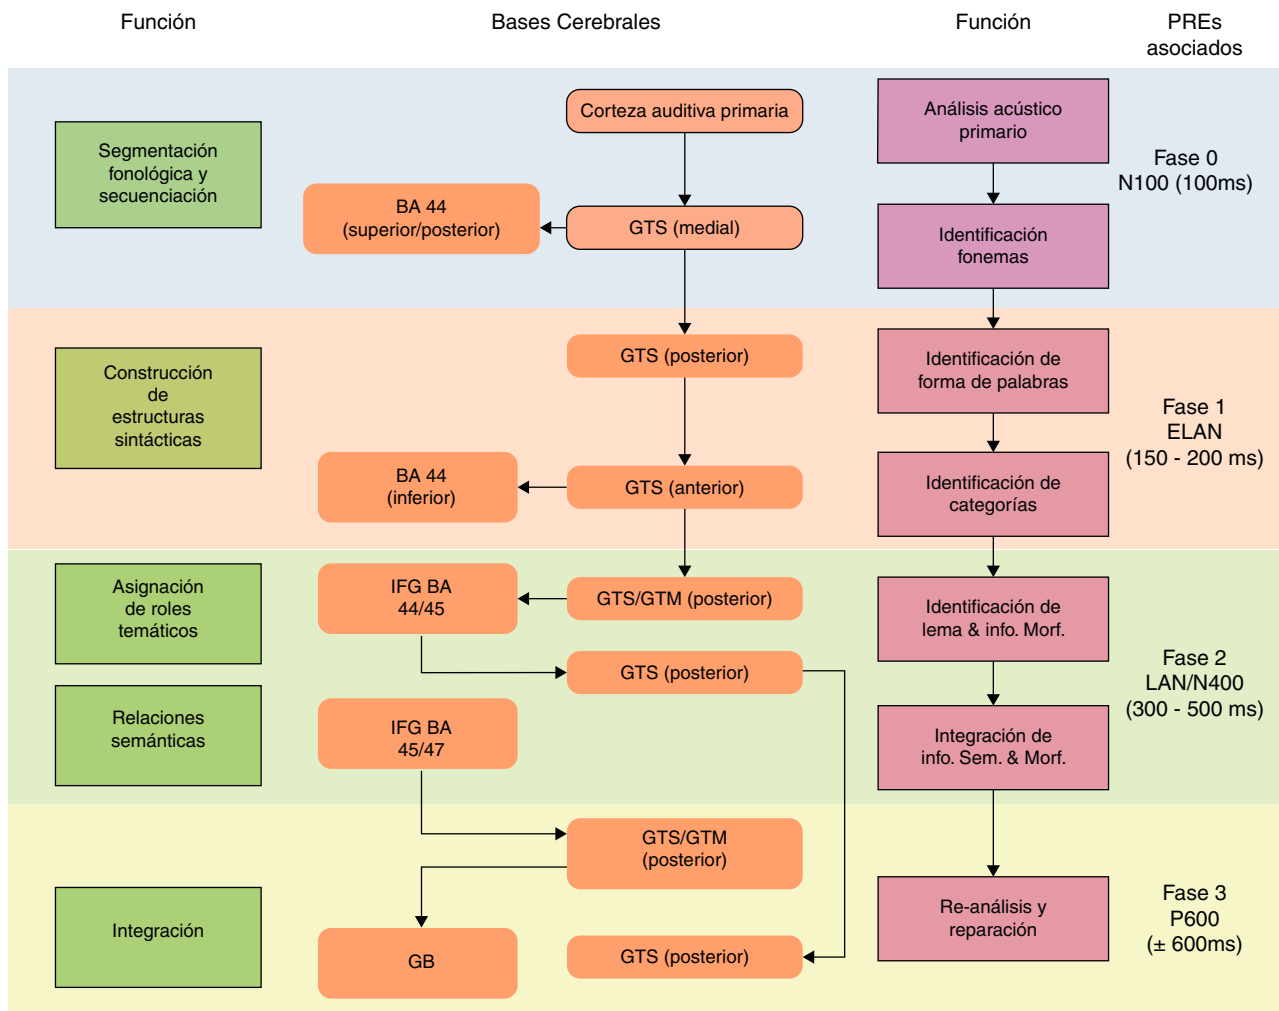 Función
Bases Cerebrales
Función
PREs
asociados
Segmentación
fonológica y
secuenciación
Corteza auditiva primaria
BA 44
(superior/posterior)
GTS (medial)
Análisis acústico
primario
Identificación
fonemas
Fase 0
N100 (100ms)
Construcción
de
estructuras
sintácticas
GTS (posterior)
BA 44
(inferior)
GTS (anterior)
Identificación de
forma de palabras
Identificación de
categorías
Fase 1
ELAN
(150 - 200 ms)
Asignación
de roles
temáticos
Relaciones
semánticas
IFG BA
44/45
GTS/GTM (posterior)
GTS (posterior)
IFG BA
45/47
Identificación de
lema & info. Morf.
Integración de
info. Sem. & Morf.
Fase 2
LAN/N400
(300 - 500 ms)
Integración
GTS/GTM
(posterior)
GB
GTS (posterior)
Re-análisis y
reparación
Fase 3
P600
(± 600ms)